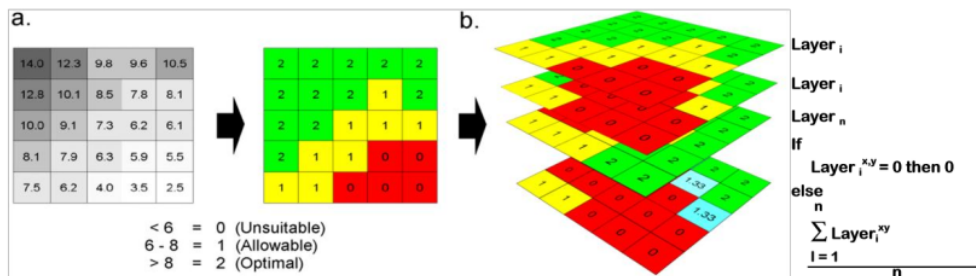 a.
14.0 12.3 9.8 9.6 10.5
12.8 10.1 8.5 7.8 8.1
10.0 9.1 7.3 6.2 6.1
8.1 7.9 6.3 5.9 5.5
7.5 6.2 4.0 3.5 2.5
2 2 2 2 2
2 2 2 1 2
2 2 1 1 1
2 1 1 0 0
1 1 0 0 0
< 6 = 0 (Unsuitable)
6 - 8 = 1 (Allowable)
> 8 = 2 (Optimal)
b.
1.33
1.33
Layer i
Layer i
Layer n
If
Layer i x,y = 0 then 0
else
n
∑ Layer i xy
I = 1
n